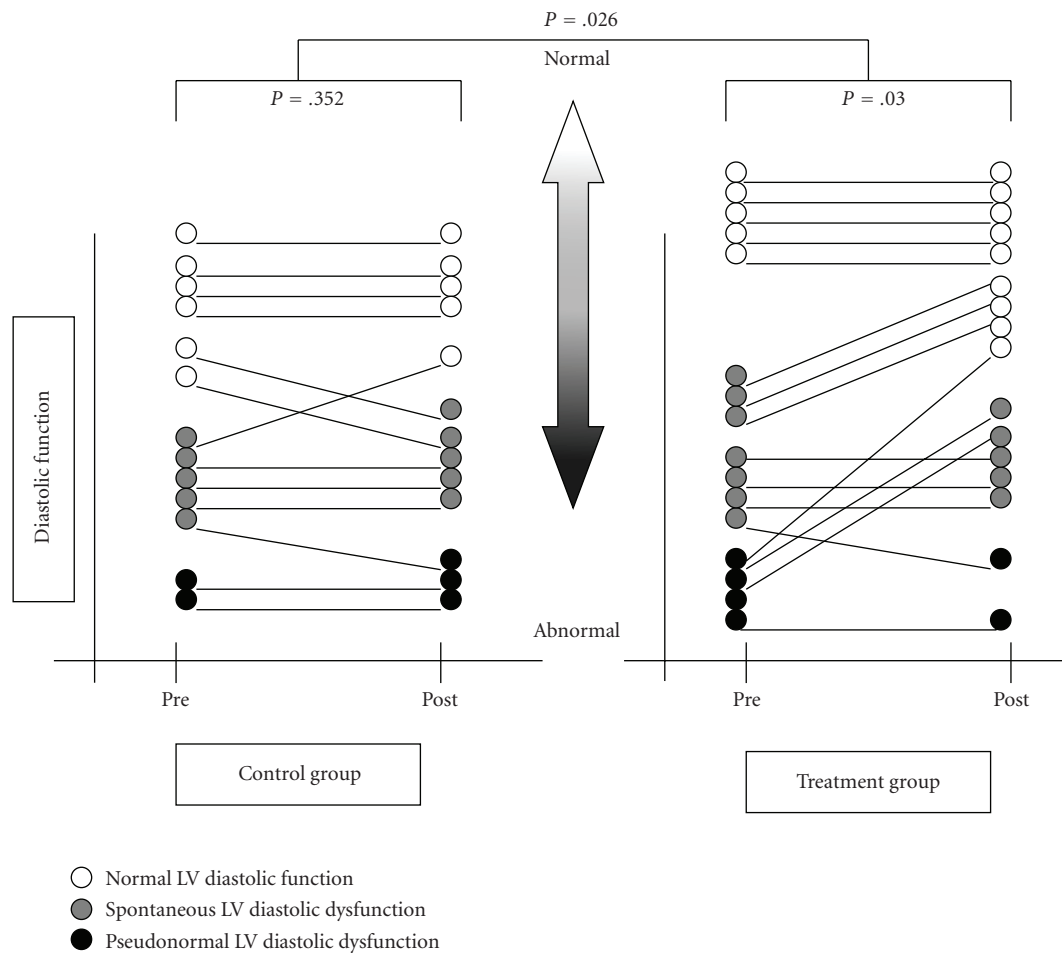 P = .026
Normal
P = .352
P = .03
Diastolic function
Abnormal
Pre
Post
Pre
Post
Control group
Treatment group
Normal LV diastolic function
Spontaneous LV diastolic dysfunction
Pseudonormal LV diastolic dysfunction